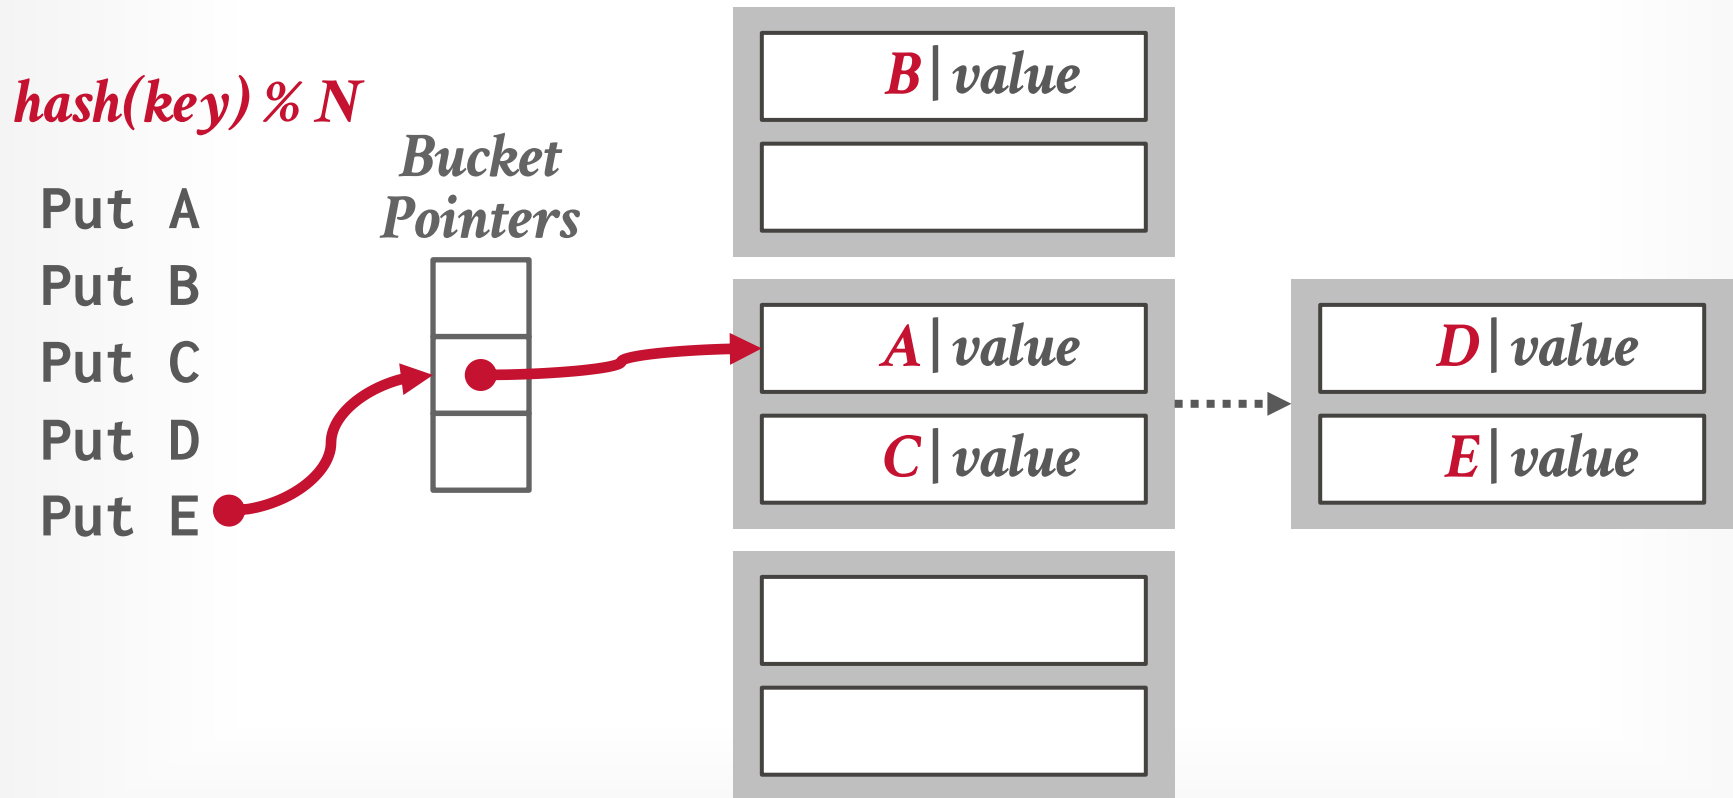 hash(key) % N
Put A
Put B
Put C
Put D
Put E
Bucket
Pointers
B|value
A|value
C|value
D|value
E|value